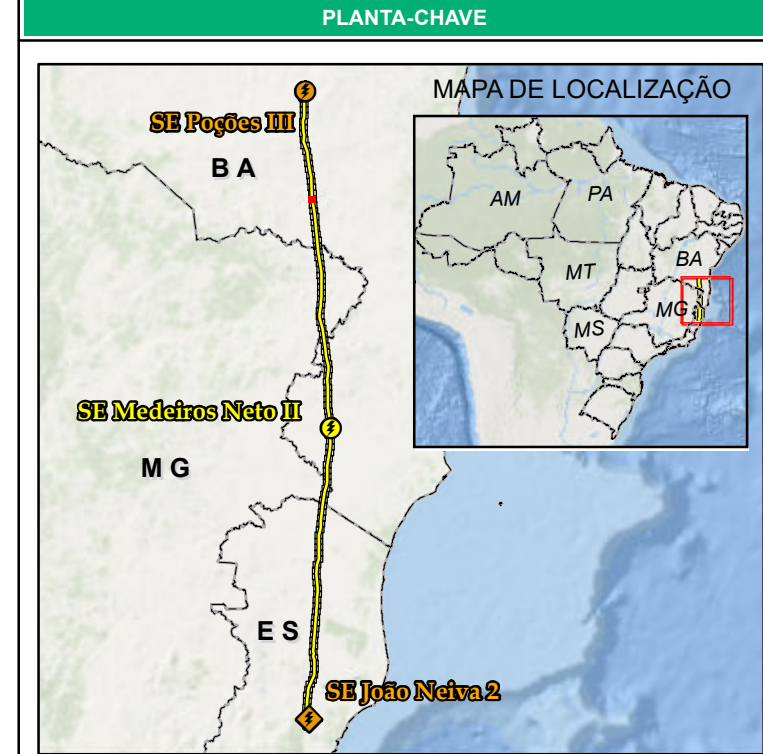 PLANTA-CHAVE
MAPA DE LOCALIZAÇÃO
SE Poções III
B A
AM
PA
BA
MT
MG
MS
SE Medeiros Neto II
M G
E S
SE João Neiva 2